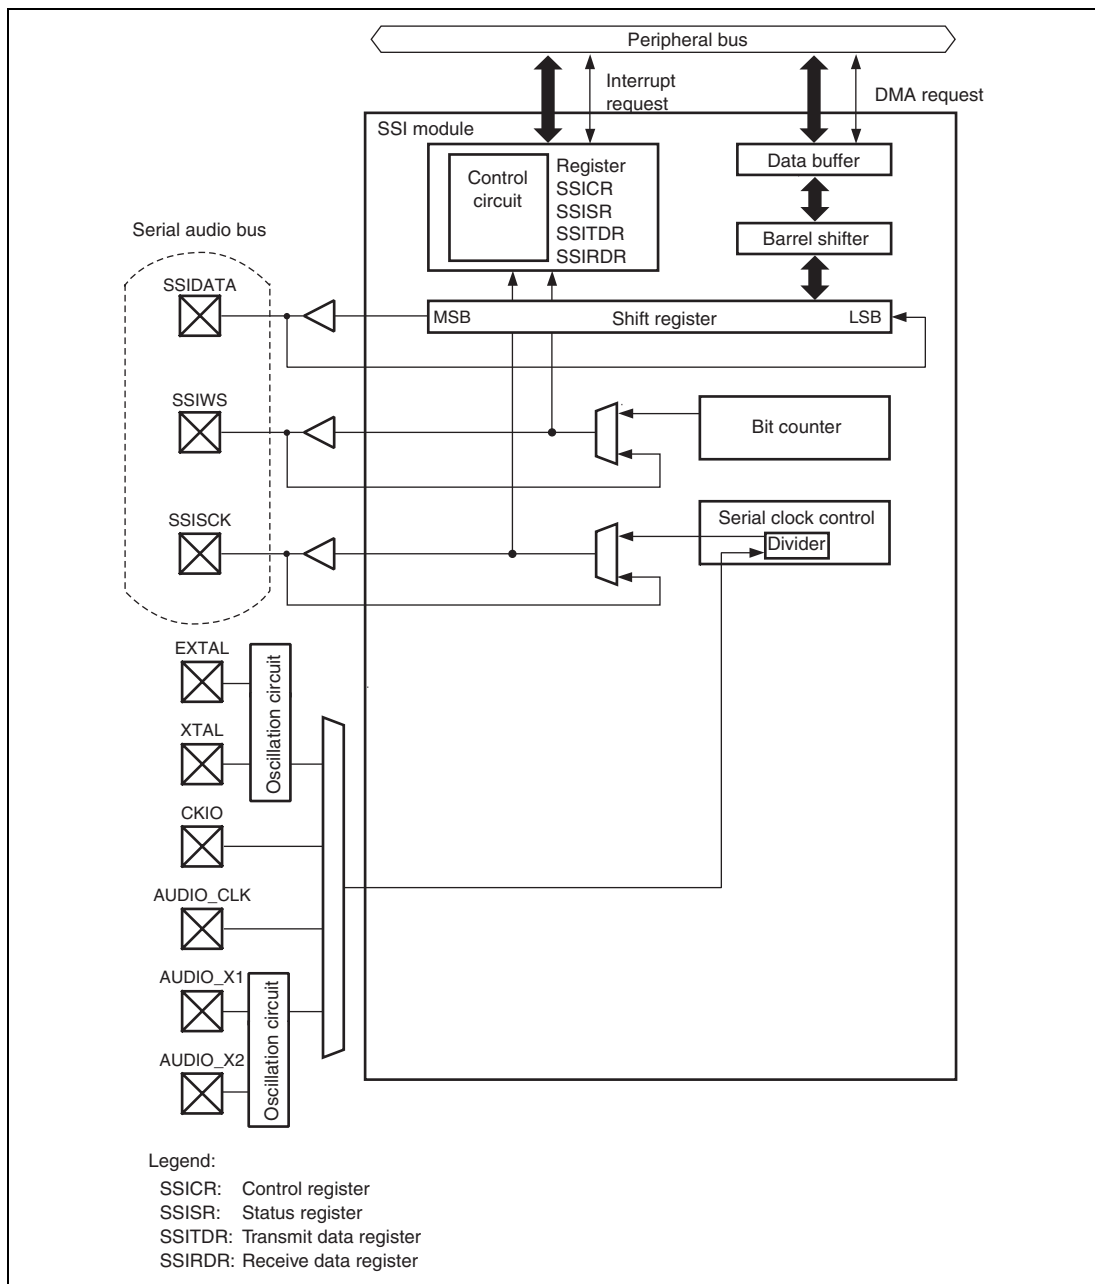 Peripheral bus
Interrupt
request
DMA request
SSI module
Control
circuit
Register
SSICR
SSISR
SSITDR
SSIRDR
Data buffer
Barrel shifter
Serial audio bus
SSIDATA
MSB
Shift register
LSB
SSIWS
Bit counter
SSISCK
Serial clock control
Divider
EXTAL
XTAL
Oscillation circuit
CKIO
AUDIO_CLK
AUDIO_X1
AUDIO_X2
Oscillation circuit
Legend:
SSICR: Control register
SSISR: Status register
SSITDR: Transmit data register
SSIRDR: Receive data register